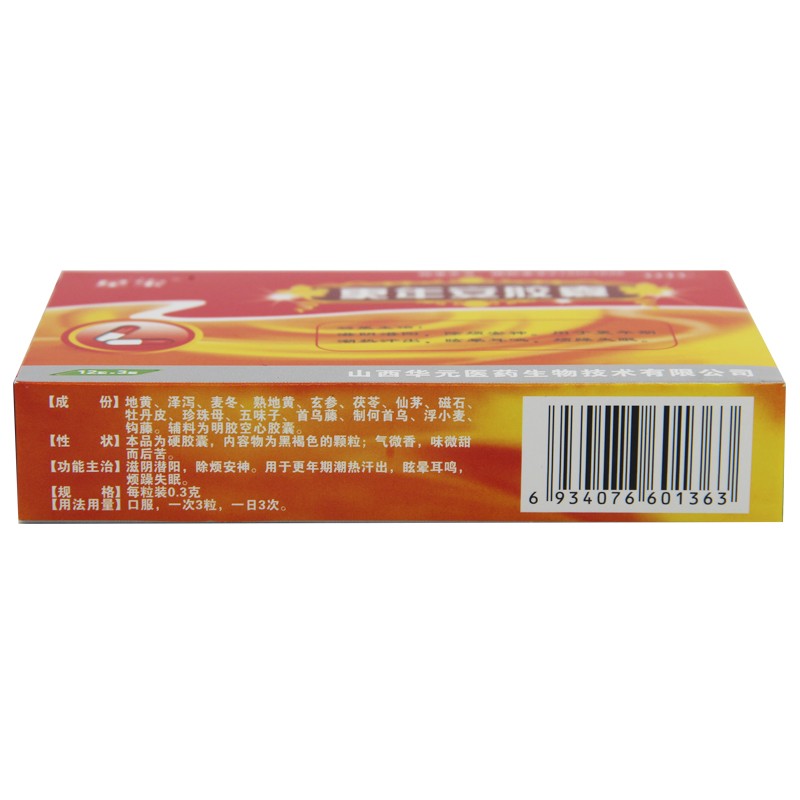 更年安胶囊
山西华元医药生物技术有限公司
【成　份】地黄、泽泻、麦冬、熟地黄、玄参、茯苓、仙茅、磁石、
牡丹皮、珍珠母、五味子、首乌藤、制何首乌、浮小麦、
钩藤。辅料为明胶空心胶囊。
【性　状】本品为硬胶囊，内容物为黑褐色的颗粒；气微香，味微甜
而后苦。
【功能主治】滋阴潜阳，除烦安神。用于更年期潮热汗出，眩晕耳鸣，
烦躁失眠。
【规　格】每粒装0.3克
【用法用量】口服，一次3粒，一日3次。
6 934076 601363